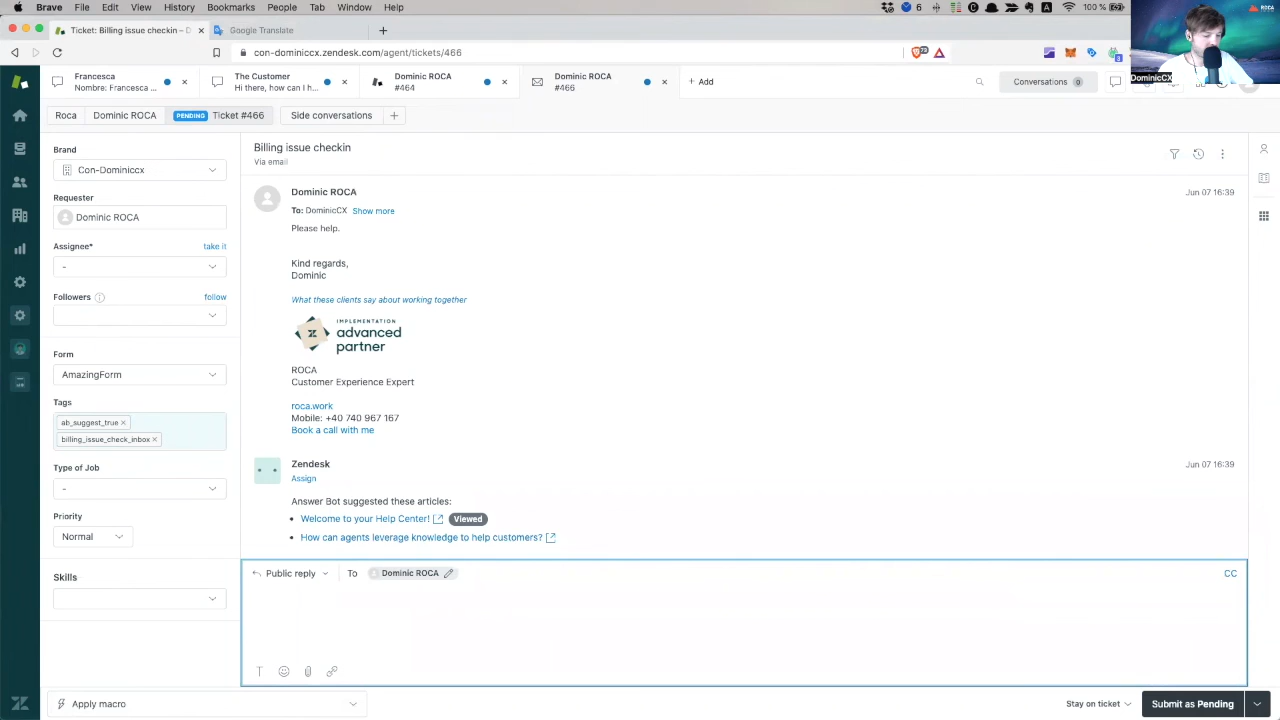 Brave File Edit View History Bookmarks People Tab Window Help
6
A
100 %
ROCA
Ticket: Billing issue checkin – D
Google Translate
con-dominiccx.zendesk.com/agent/tickets/466
DominicCX
Francesca
Nombre: Francesca ...
The Customer
Hi there, how can I h...
Dominic ROCA
#464
Dominic ROCA
#466
+ Add
Conversations 0
Roca
Dominic ROCA
PENDING Ticket #466
Side conversations
Brand
Con-Dominiccx
Requester
Dominic ROCA
Assignee* take it
-
Followers follow
Form
AmazingForm
Tags
ab_suggest_true
billing_issue_check_inbox
Type of Job
-
Priority
Normal
Skills
Apply macro
Billing issue checkin
Via email
Dominic ROCA Jun 07 16:39
To: DominicCX Show more
Please help.
Kind regards,
Dominic
What these clients say about working together
IMPLEMENTATION
advanced
partner
ROCA
Customer Experience Expert
roca.work
Mobile: +40 740 967 167
Book a call with me
Zendesk Jun 07 16:39
Assign
Answer Bot suggested these articles:
Welcome to your Help Center! Viewed
How can agents leverage knowledge to help customers?
Public reply To Dominic ROCA CC
Stay on ticket
Submit as Pending